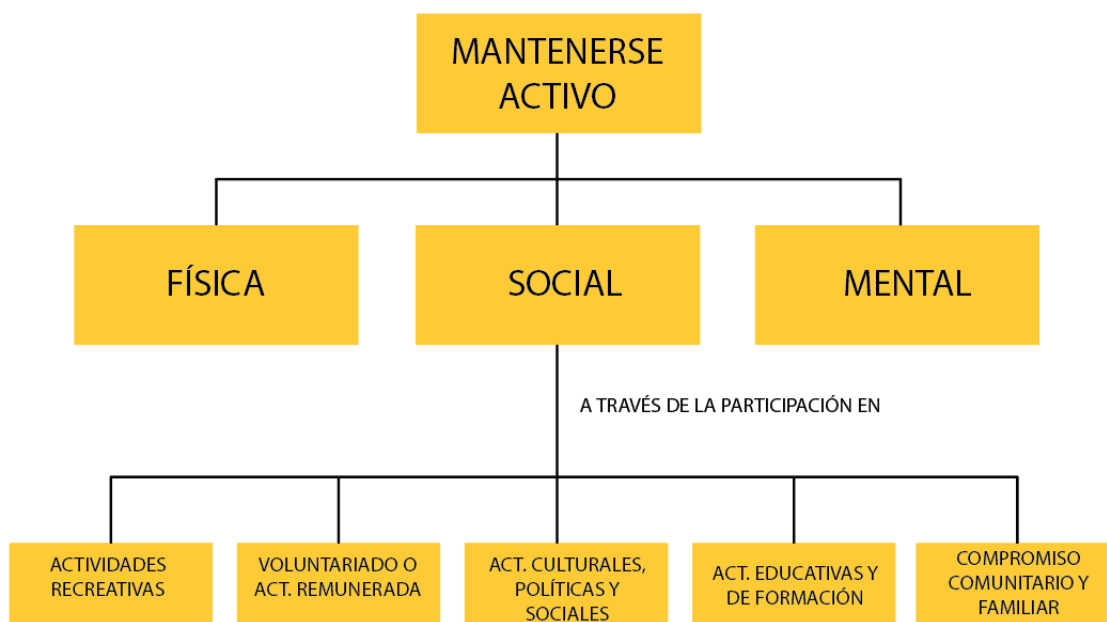 MANTENERSE
ACTIVO
FÍSICA
SOCIAL
MENTAL
A TRAVÉS DE LA PARTICIPACIÓN EN
ACTIVIDADES
RECREATIVAS
VOLUNTARIADO O
ACT. REMUNERADA
ACT. CULTURALES,
POLÍTICAS Y
SOCIALES
ACT. EDUCATIVAS Y
DE FORMACIÓN
COMPROMISO
COMUNITARIO Y
FAMILIAR